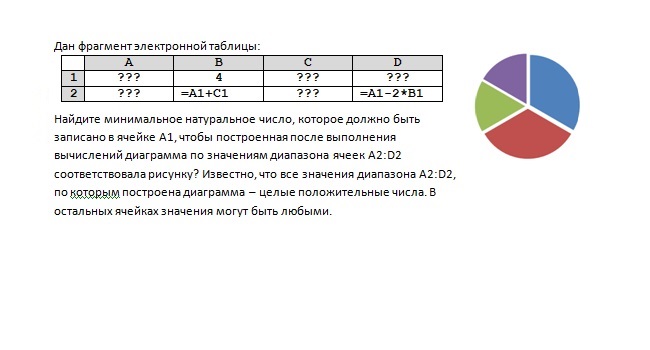 Дан фрагмент электронной таблицы:
A B C D
1 ??? 4 ??? ???
2 ??? =A1+C1 ??? =A1-2*B1
Найдите минимальное натуральное число, которое должно быть
записано в ячейке A1, чтобы построенная после выполнения
вычислений диаграмма по значениям диапазона ячеек A2:D2
соответствовала рисунку? Известно, что все значения диапазона A2:D2,
по которым построена диаграмма – целые положительные числа. В
остальных ячейках значения могут быть любыми.